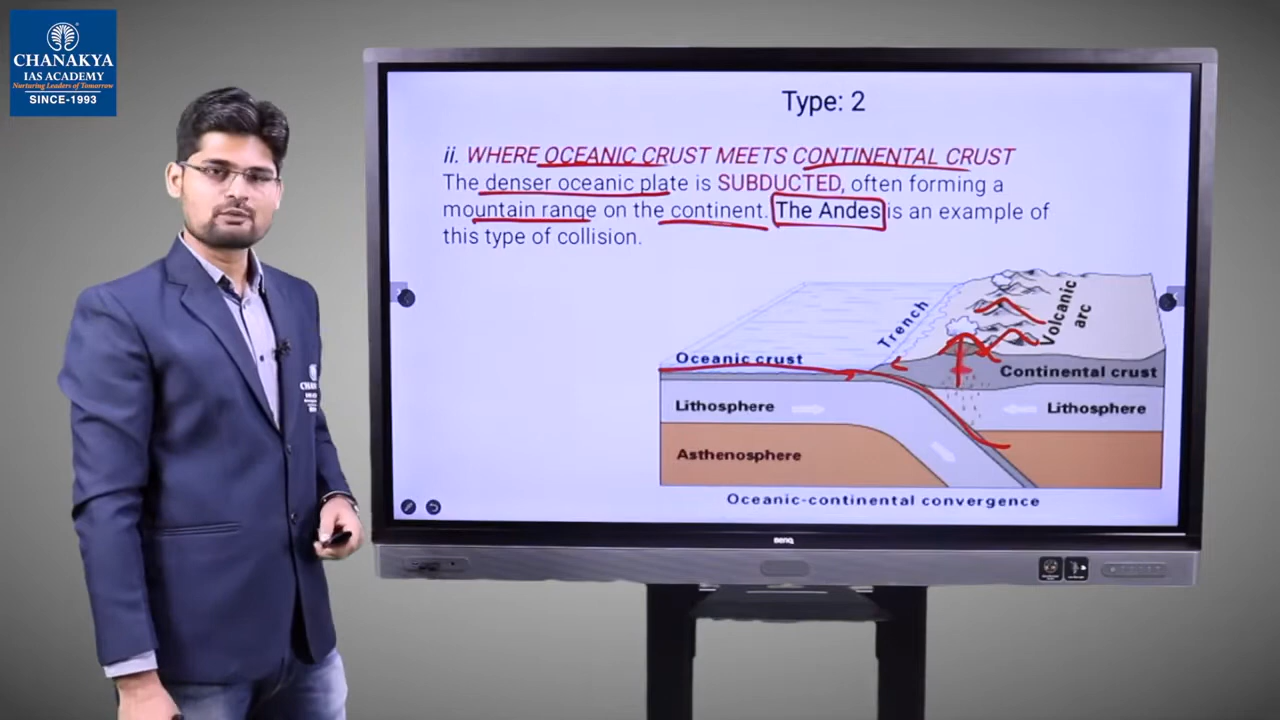 CHANAKYA
IAS ACADEMY
Nurturing Leaders of Tomorrow
SINCE-1993
Type: 2
ii. WHERE OCEANIC CRUST MEETS CONTINENTAL CRUST
The denser oceanic plate is SUBDUCTED, often forming a
mountain range on the continent. The Andes is an example of
this type of collision.
Trench
Volcanic
arc
Oceanic crust
Continental crust
Lithosphere
Lithosphere
Asthenosphere
Oceanic-continental convergence
BenQ